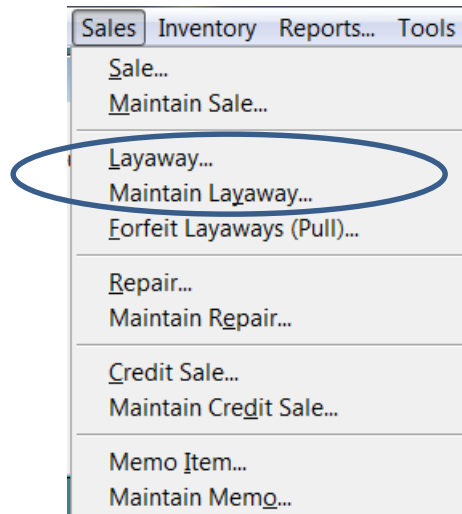 Sales Inventory Reports... Tools
Sale...
Maintain Sale...
Layaway...
Maintain Layaway...
Forfeit Layaways (Pull)...
Repair...
Maintain Repair...
Credit Sale...
Maintain Credit Sale...
Memo Item...
Maintain Memo...